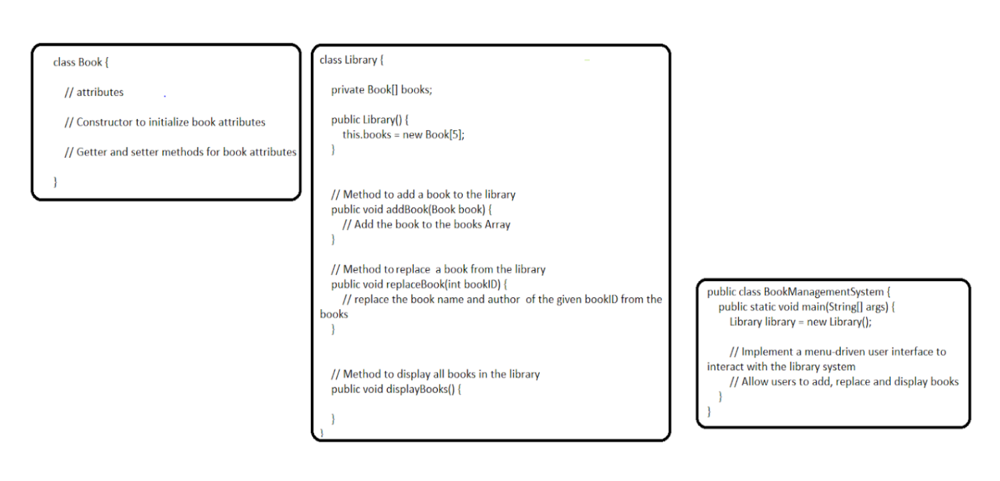 class Book {
// attributes
// Constructor to initialize book attributes
// Getter and setter methods for book attributes
}
class Library {
private Book[] books;
public Library() {
this.books = new Book[5];
}
// Method to add a book to the library
public void addBook(Book book) {
// Add the book to the books Array
}
// Method to replace  a book from the library
public void replaceBook(int bookID) {
// replace the book name and author  of the given bookID from the
books
}
// Method to display all books in the library
public void displayBooks() {
}
}
public class BookManagementSystem {
public static void main(String[] args) {
Library library = new Library();
// Implement a menu-driven user interface to
interact with the library system
// Allow users to add, replace and display books
}
}